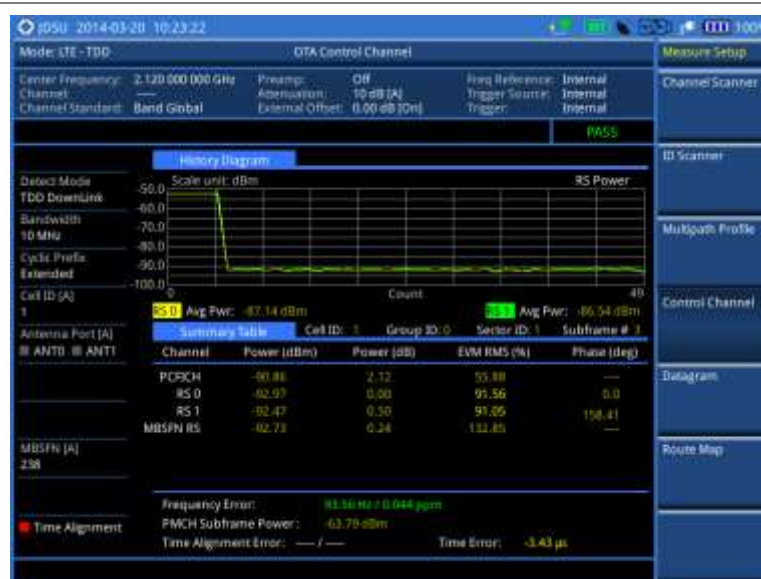 JDSU 2014-03-20 10:23:22
100%
Mode: LTE - TDD OTA Control Channel Measure Setup
Center Frequency: 2.120 000 000 GHz Preamp: Off Freq Reference: Internal
Channel: ---- Attenuation: 10 dB [A] Trigger Source: Internal
Channel Standard: Band Global External Offset: 0.00 dB [On] Trigger: Internal
Channel Scanner
PASS
History Diagram
ID Scanner
Detect Mode
TDD DownLink
Scale unit: dBm RS Power
-50.0
-60.0
-70.0
-80.0
-90.0
-100.0
0 Count 49
Bandwidth
10 MHz
Multipath Profile
Cyclic Prefix
Extended
Cell ID [A]
1
Control Channel
RS 0 Avg Pwr: -87.14 dBm RS 1 Avg Pwr: -86.54 dBm
Antenna Port [A]
ANT0 ANT1
Summary Table Cell ID: 1 Group ID: 0 Sector ID: 1 Subframe # 3
Channel Power (dBm) Power (dB) EVM RMS (%) Phase (deg)
PCFICH -90.86 2.12 55.88 ----
RS 0 -92.97 0.00 91.56 0.0
RS 1 -92.47 0.50 91.05 158.41
MBSFN RS -92.73 0.24 132.85 ----
Datagram
MBSFN [A]
238
Route Map
Frequency Error: 93.56 Hz / 0.044 ppm
Time Alignment
PMCH Subframe Power: -63.79 dBm
Time Alignment Error: ---- / ---- Time Error: -3.43 µs